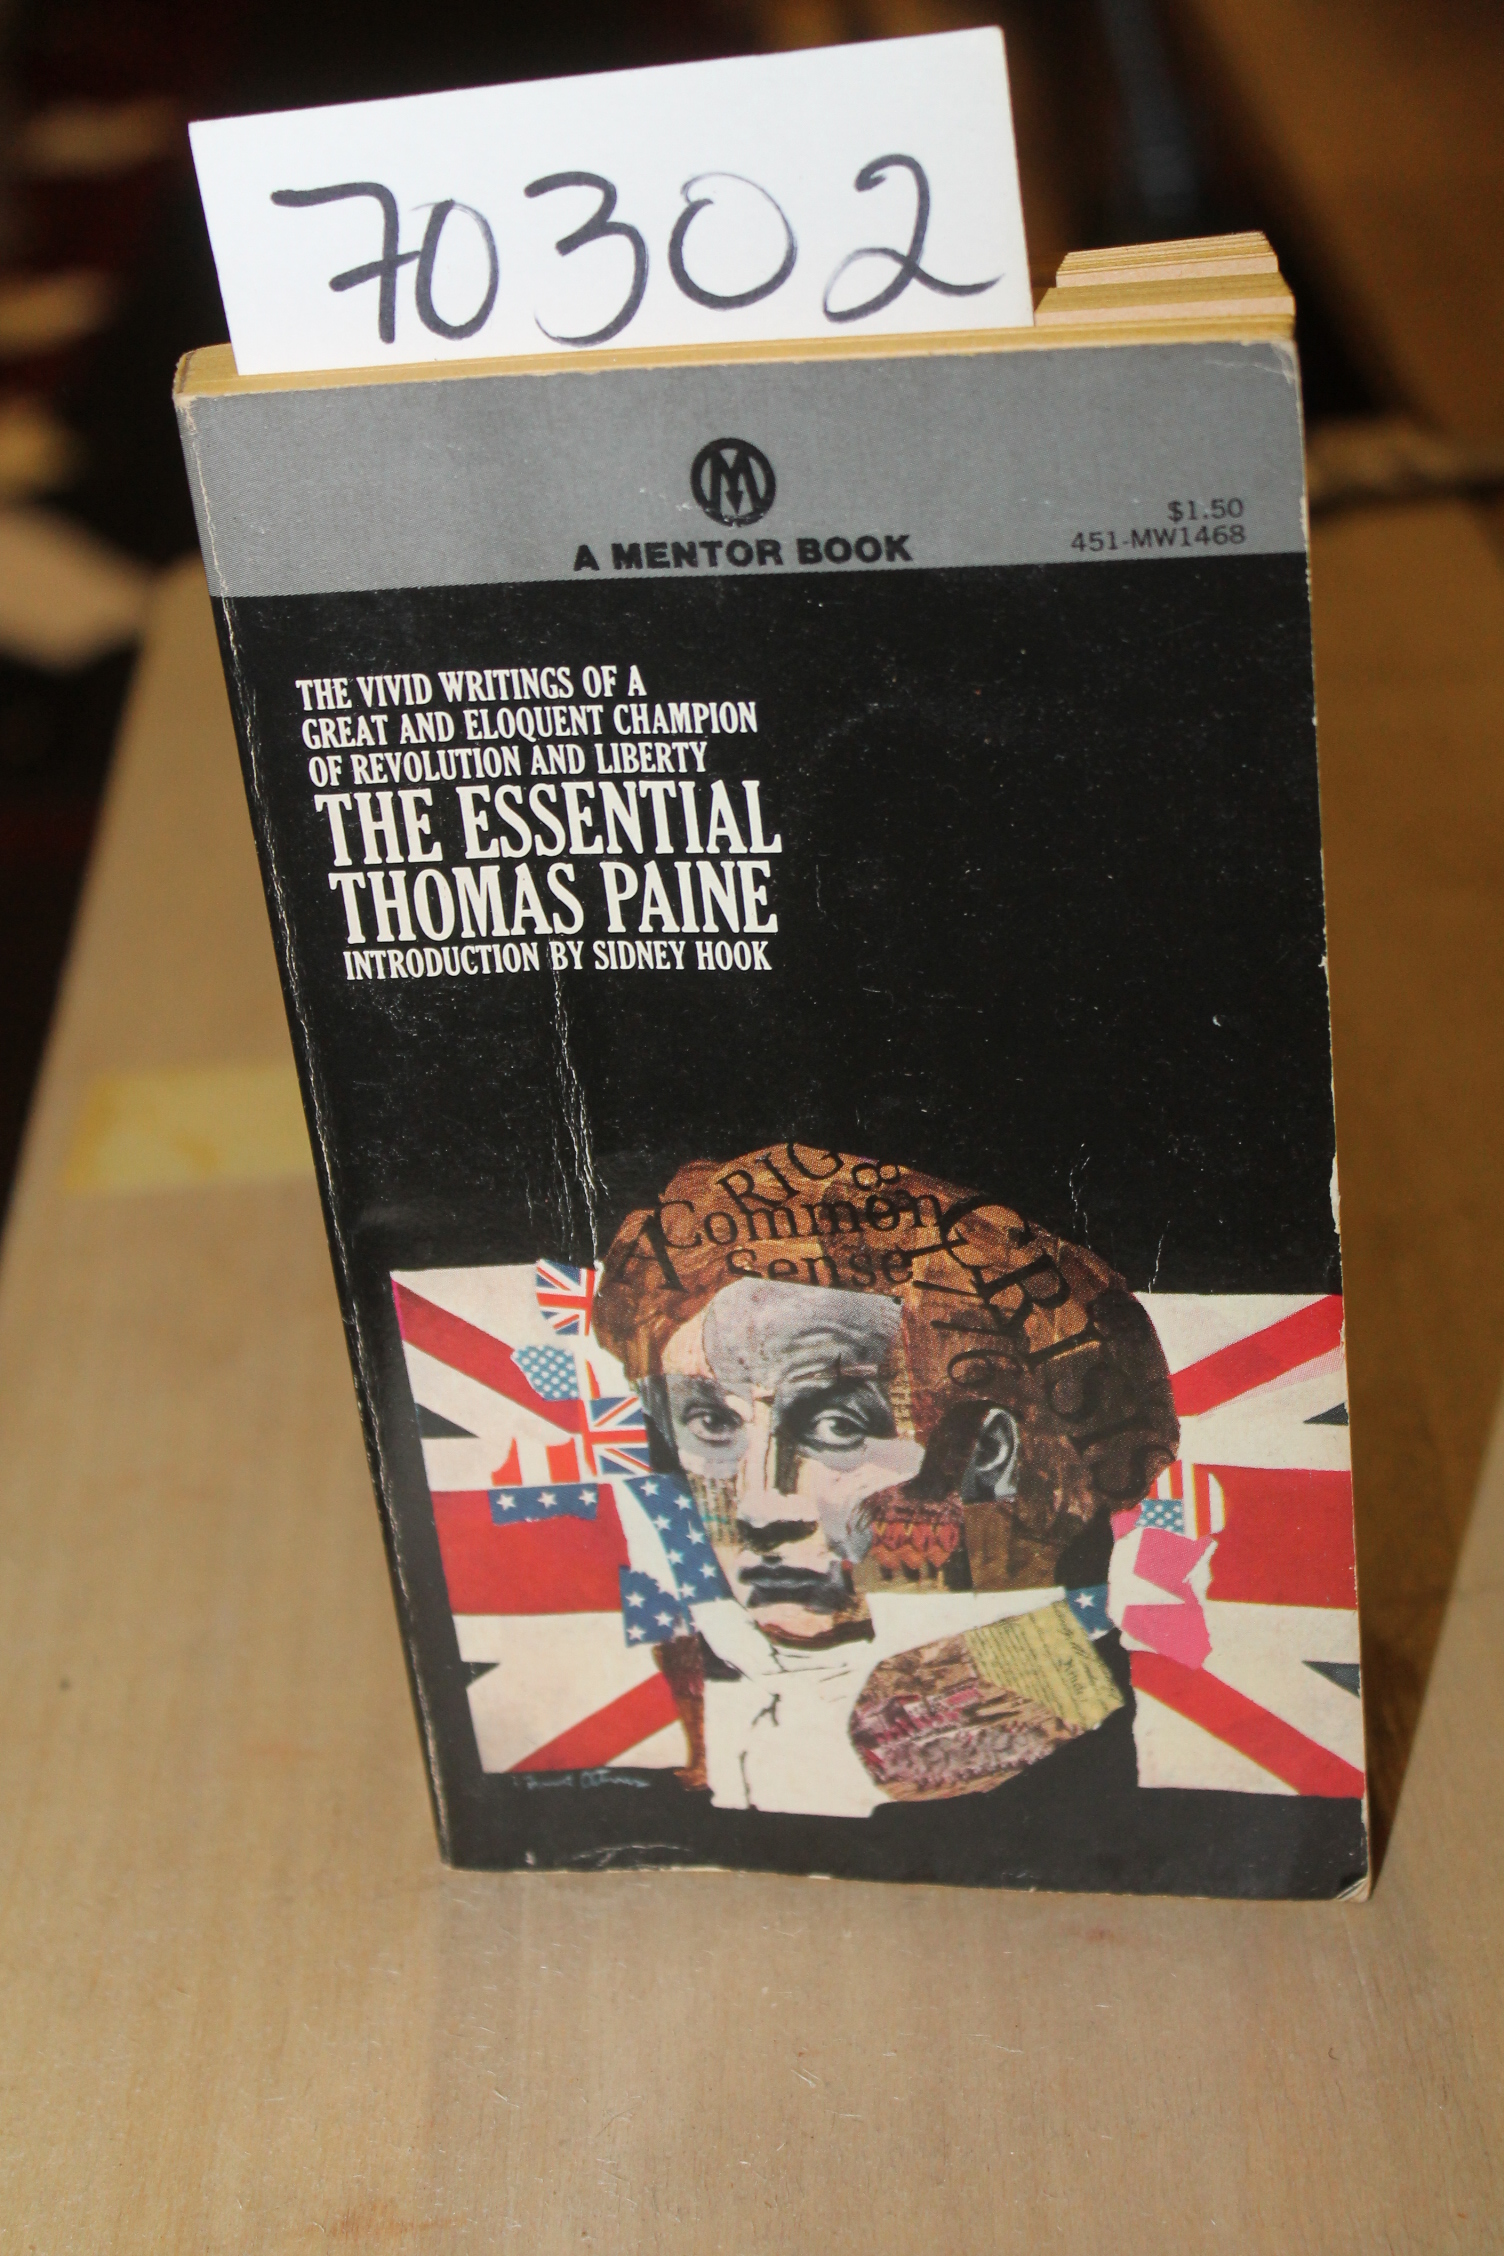 70302
M
A MENTOR BOOK
$1.50
451-MW1468
THE VIVID WRITINGS OF A
GREAT AND ELOQUENT CHAMPION
OF REVOLUTION AND LIBERTY
THE ESSENTIAL
THOMAS PAINE
INTRODUCTION BY SIDNEY HOOK
A RIG
&
Common
Sense
CRISIS